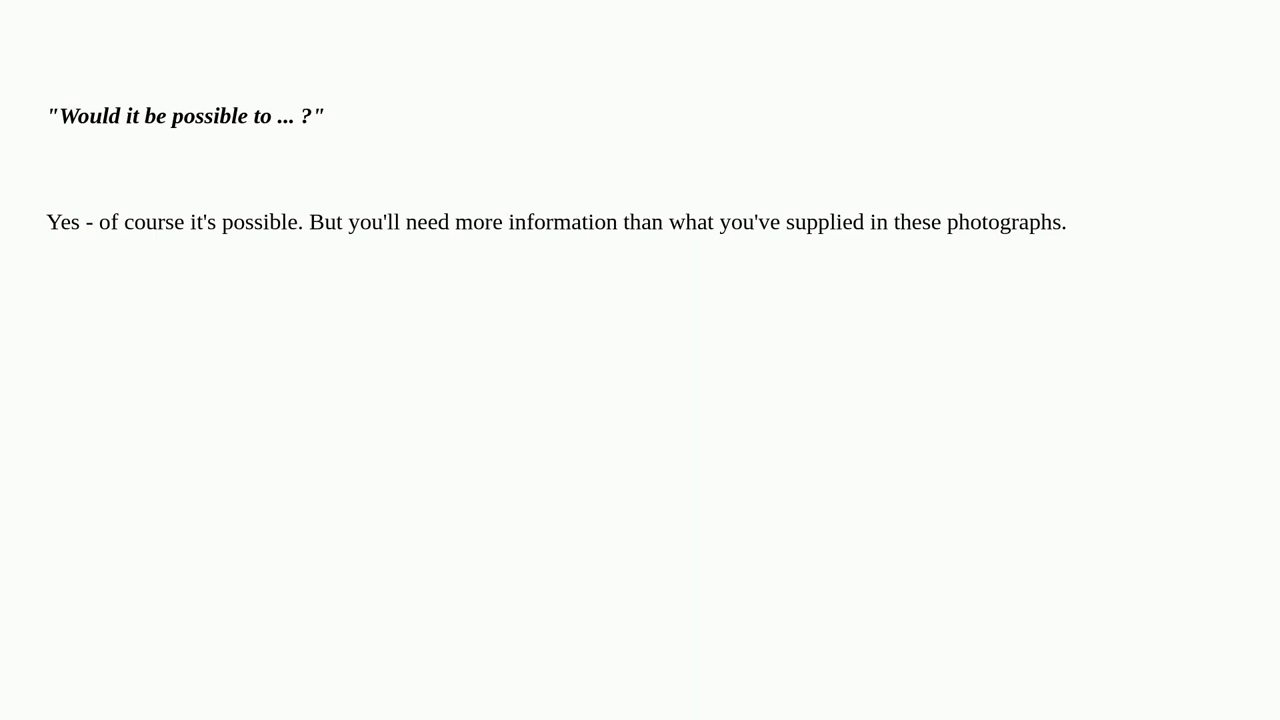 "Would it be possible to ... ?"
Yes - of course it's possible. But you'll need more information than what you've supplied in these photographs.